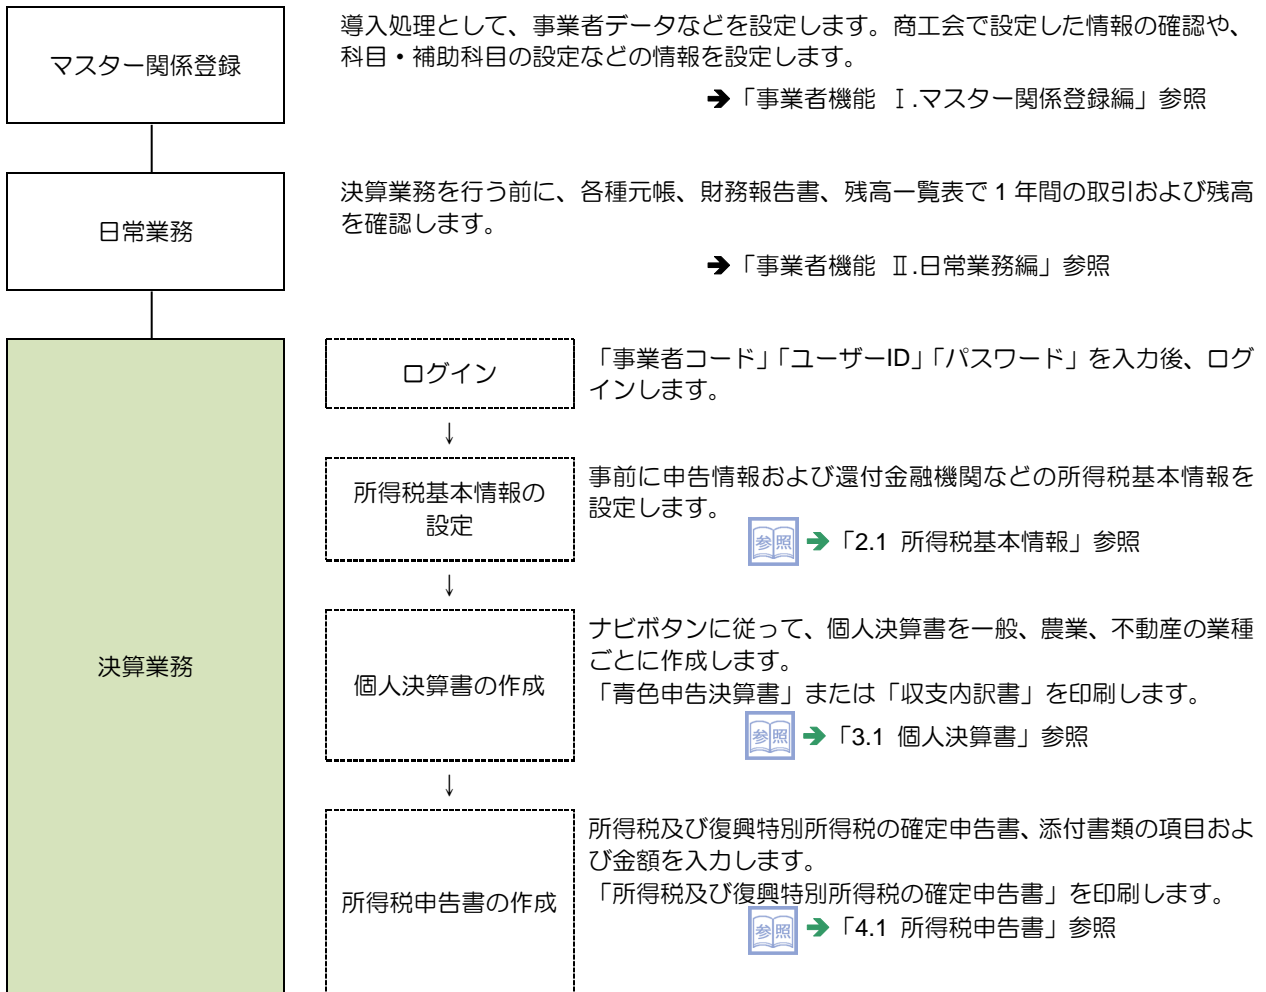 マスター関係登録
導入処理として、事業者データなどを設定します。商工会で設定した情報の確認や、
科目・補助科目の設定などの情報を設定します。
➔「事業者機能 Ⅰ.マスター関係登録編」参照
日常業務
決算業務を行う前に、各種元帳、財務報告書、残高一覧表で 1 年間の取引および残高
を確認します。
➔「事業者機能 Ⅱ.日常業務編」参照
決算業務
ログイン
「事業者コード」「ユーザーID」「パスワード」を入力後、ログ
インします。
↓
所得税基本情報の
設定
事前に申告情報および還付金融機関などの所得税基本情報を
設定します。
参照 ➔「2.1 所得税基本情報」参照
↓
個人決算書の作成
ナビボタンに従って、個人決算書を一般、農業、不動産の業種
ごとに作成します。
「青色申告決算書」または「収支内訳書」を印刷します。
参照 ➔「3.1 個人決算書」参照
↓
所得税申告書の作成
所得税及び復興特別所得税の確定申告書、添付書類の項目およ
び金額を入力します。
「所得税及び復興特別所得税の確定申告書」を印刷します。
参照 ➔「4.1 所得税申告書」参照